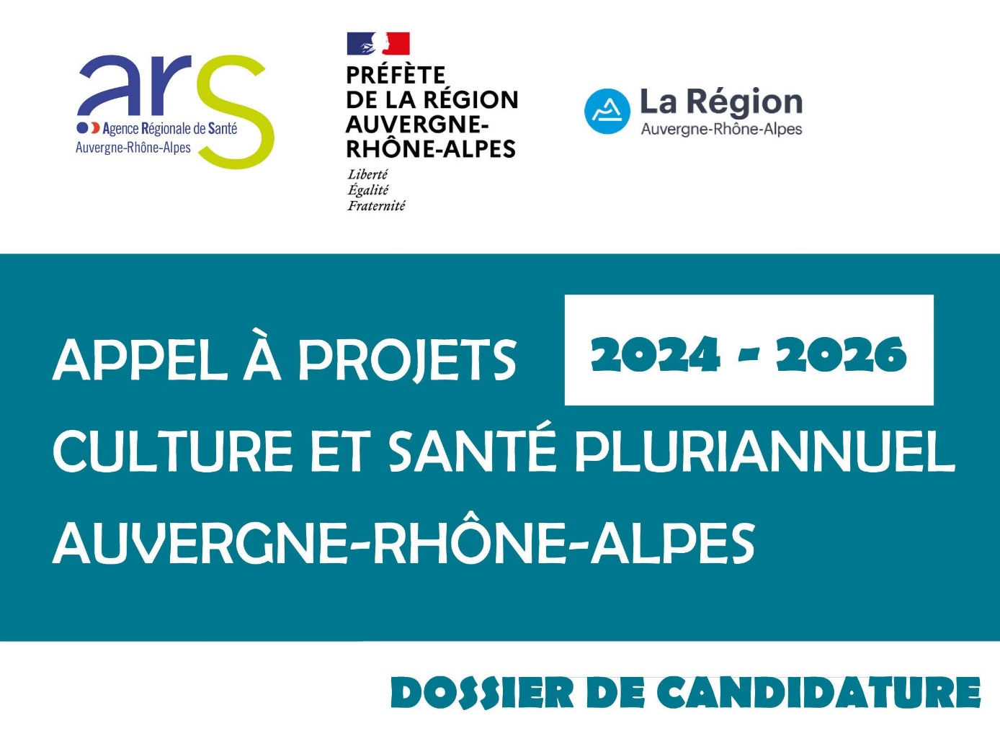 ars
Agence Régionale de Santé
Auvergne-Rhône-Alpes
PRÉFÈTE
DE LA RÉGION
AUVERGNE-
RHÔNE-ALPES
Liberté
Égalité
Fraternité
La Région
Auvergne-Rhône-Alpes
APPEL À PROJETS 2024 - 2026
CULTURE ET SANTÉ PLURIANNUEL
AUVERGNE-RHÔNE-ALPES
DOSSIER DE CANDIDATURE